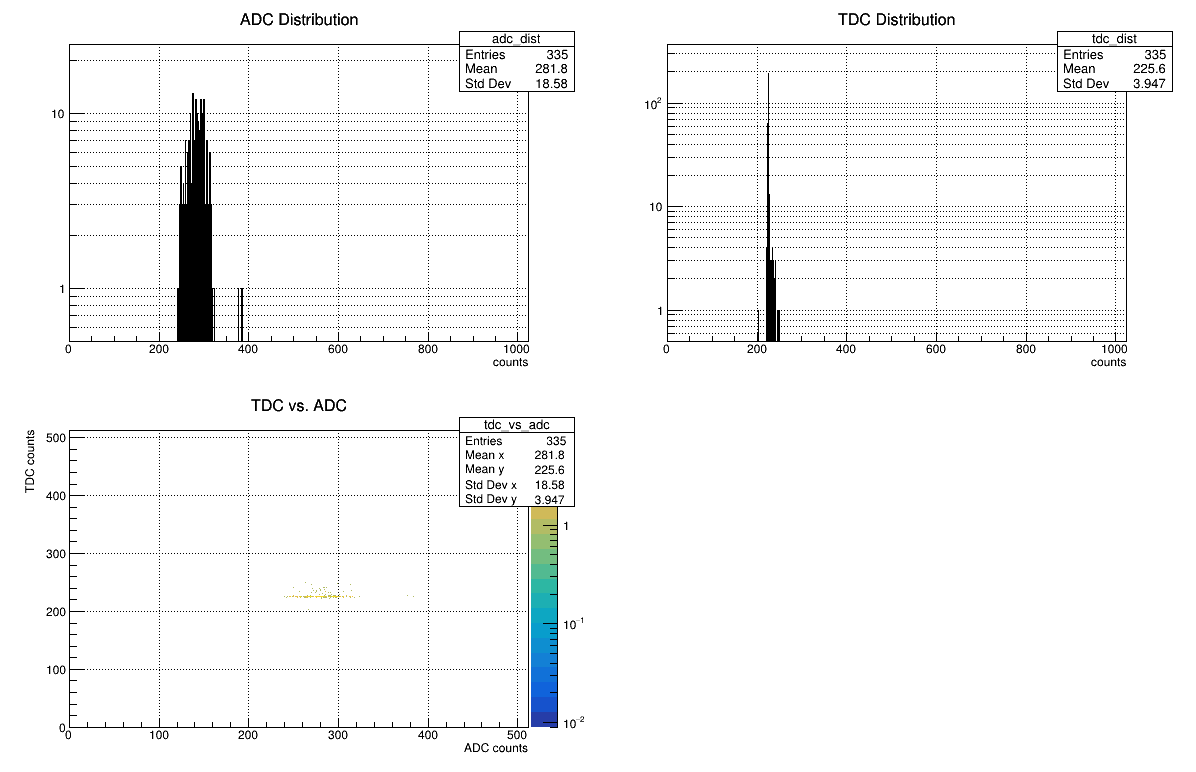 ADC Distribution
adc_dist
Entries 335
Mean 281.8
Std Dev 18.58
10
1
0 200 400 600 800 1000
counts
TDC Distribution
tdc_dist
Entries 335
Mean 225.6
Std Dev 3.947
10²
10
1
0 200 400 600 800 1000
counts
TDC vs. ADC
tdc_vs_adc
Entries 335
Mean x 281.8
Mean y 225.6
Std Dev x 18.58
Std Dev y 3.947
TDC counts
500
400
300
200
100
0
0 100 200 300 400 500
ADC counts
1
10⁻¹
10⁻²